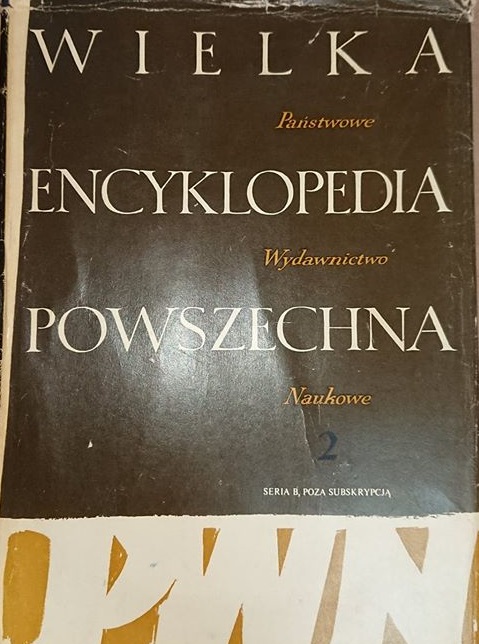 WIELKA
Państwowe
ENCYKLOPEDIA
Wydawnictwo
POWSZECHNA
Naukowe
2
SERIA B, POZA SUBSKRYPCJĄ
PWN